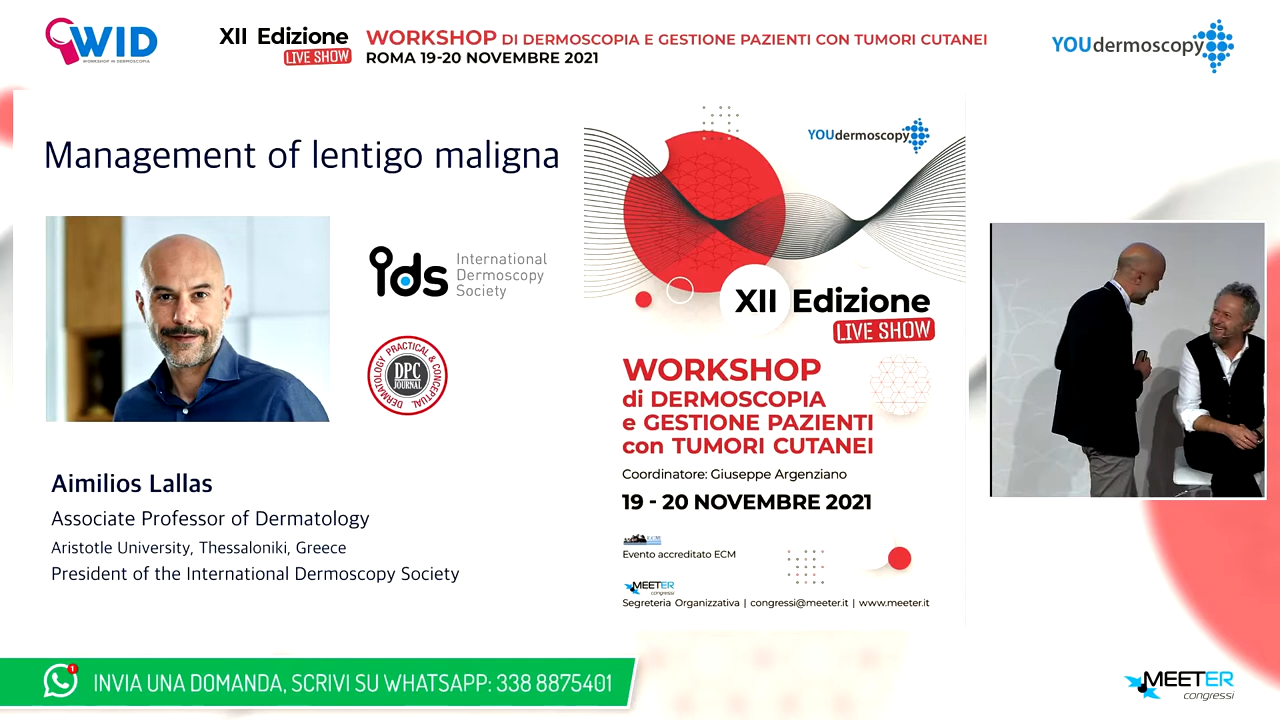 WID
WORKSHOP IN DERMOSCOPIA
XII Edizione
LIVE SHOW
WORKSHOP DI DERMOSCOPIA E GESTIONE PAZIENTI CON TUMORI CUTANEI
ROMA 19-20 NOVEMBRE 2021
YOUdermoscopy
Management of lentigo maligna
ids
International
Dermoscopy
Society
DERMATOLOGY PRACTICAL & CONCEPTUAL
DPC
JOURNAL
Aimilios Lallas
Associate Professor of Dermatology
Aristotle University, Thessaloniki, Greece
President of the International Dermoscopy Society
YOUdermoscopy
XII Edizione
LIVE SHOW
WORKSHOP
di DERMOSCOPIA
e GESTIONE PAZIENTI
con TUMORI CUTANEI
Coordinatore: Giuseppe Argenziano
19 - 20 NOVEMBRE 2021
Evento accreditato ECM
MEETER
congressi
Segreteria Organizzativa | congressi@meeter.it | www.meeter.it
1
INVIA UNA DOMANDA, SCRIVI SU WHATSAPP: 338 8875401
MEETER
congressi